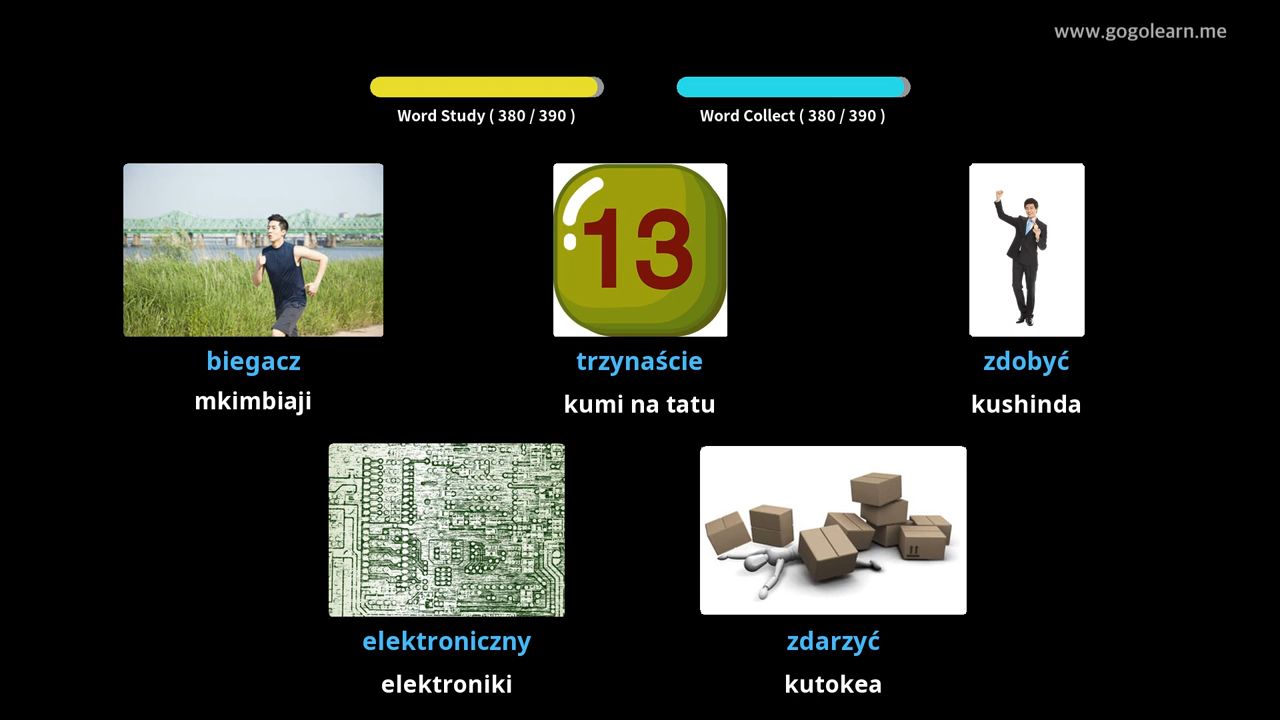 www.gogolearn.me
Word Study ( 380 / 390 )
Word Collect ( 380 / 390 )
13
biegacz
mkimbiaji
trzynaście
kumi na tatu
zdobyć
kushinda
elektroniczny
elektroniki
zdarzyć
kutokea